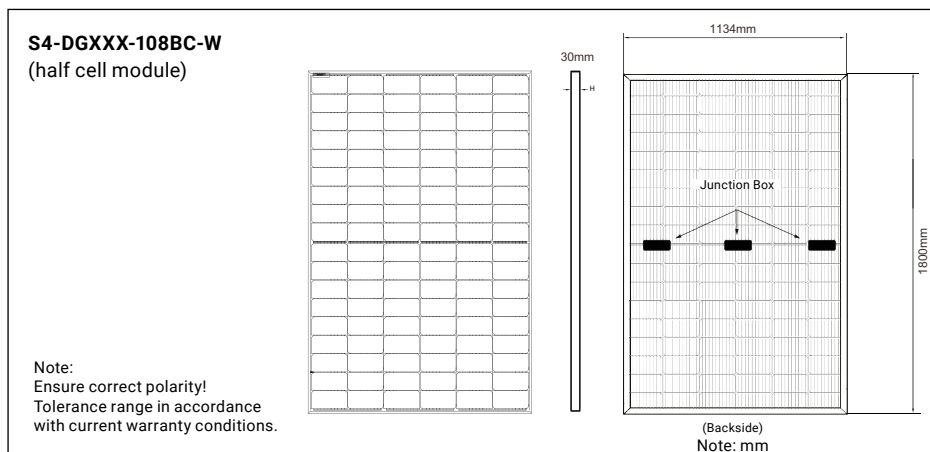 S4-DGXXX-108BC-W
(half cell module)
30mm
H
1134mm
Junction Box
1800mm
Note:
Ensure correct polarity!
Tolerance range in accordance
with current warranty conditions.
(Backside)
Note: mm